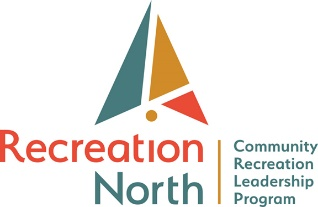 Recreation
North
Community
Recreation
Leadership
Program